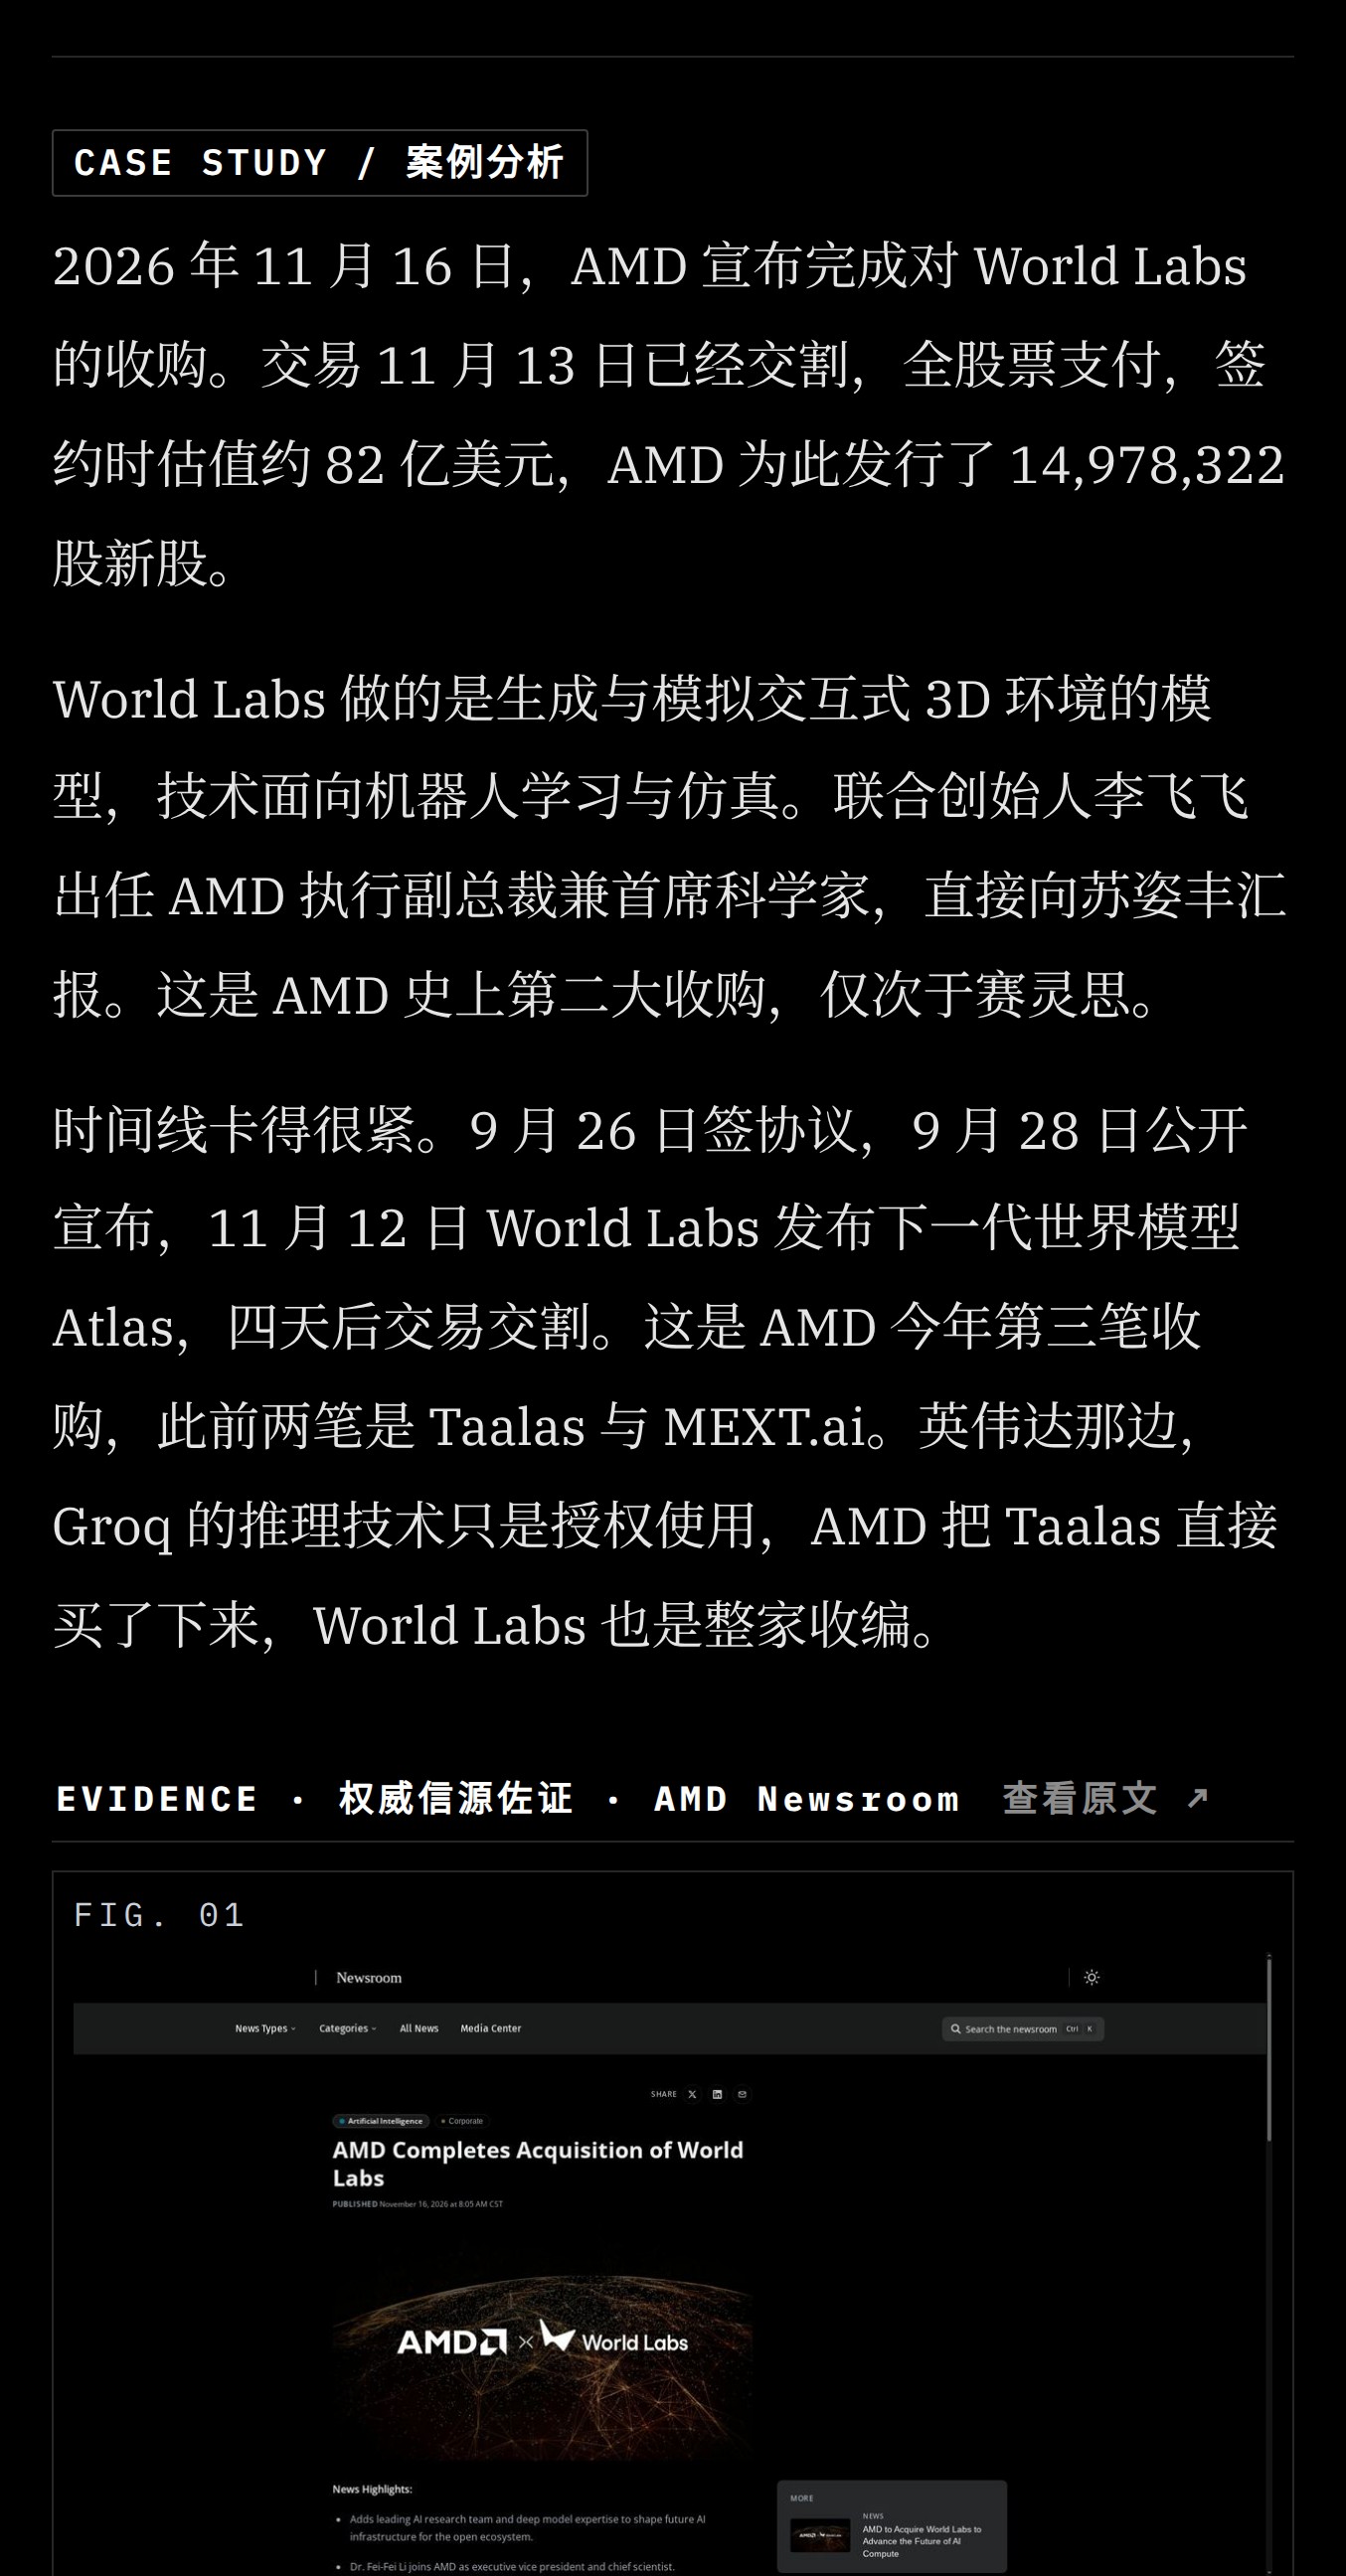 CASE STUDY / 案例分析
2026 年 11 月 16 日，AMD 宣布完成对 World Labs
的收购。交易 11 月 13 日已经交割，全股票支付，签
约时估值约 82 亿美元，AMD 为此发行了 14,978,322
股新股。
World Labs 做的是生成与模拟交互式 3D 环境的模
型，技术面向机器人学习与仿真。联合创始人李飞飞
出任 AMD 执行副总裁兼首席科学家，直接向苏姿丰汇
报。这是 AMD 史上第二大收购，仅次于赛灵思。
时间线卡得很紧。9 月 26 日签协议，9 月 28 日公开
宣布，11 月 12 日 World Labs 发布下一代世界模型
Atlas，四天后交易交割。这是 AMD 今年第三笔收
购，此前两笔是 Taalas 与 MEXT.ai。英伟达那边，
Groq 的推理技术只是授权使用，AMD 把 Taalas 直接
买了下来，World Labs 也是整家收编。
EVIDENCE · 权威信源佐证 · AMD Newsroom 查看原文 ↗
FIG. 01
Newsroom
News Types Categories All News Media Center Search the newsroom Ctrl K
SHARE
Artificial Intelligence Corporate
AMD Completes Acquisition of World
Labs
PUBLISHED November 16, 2026 at 8:05 AM CST
AMD World Labs
News Highlights:
• Adds leading AI research team and deep model expertise to shape future AI
infrastructure for the open ecosystem.
• Dr. Fei-Fei Li joins AMD as executive vice president and chief scientist.
MORE
NEWS
AMD to Acquire World Labs to
Advance the Future of AI
Compute